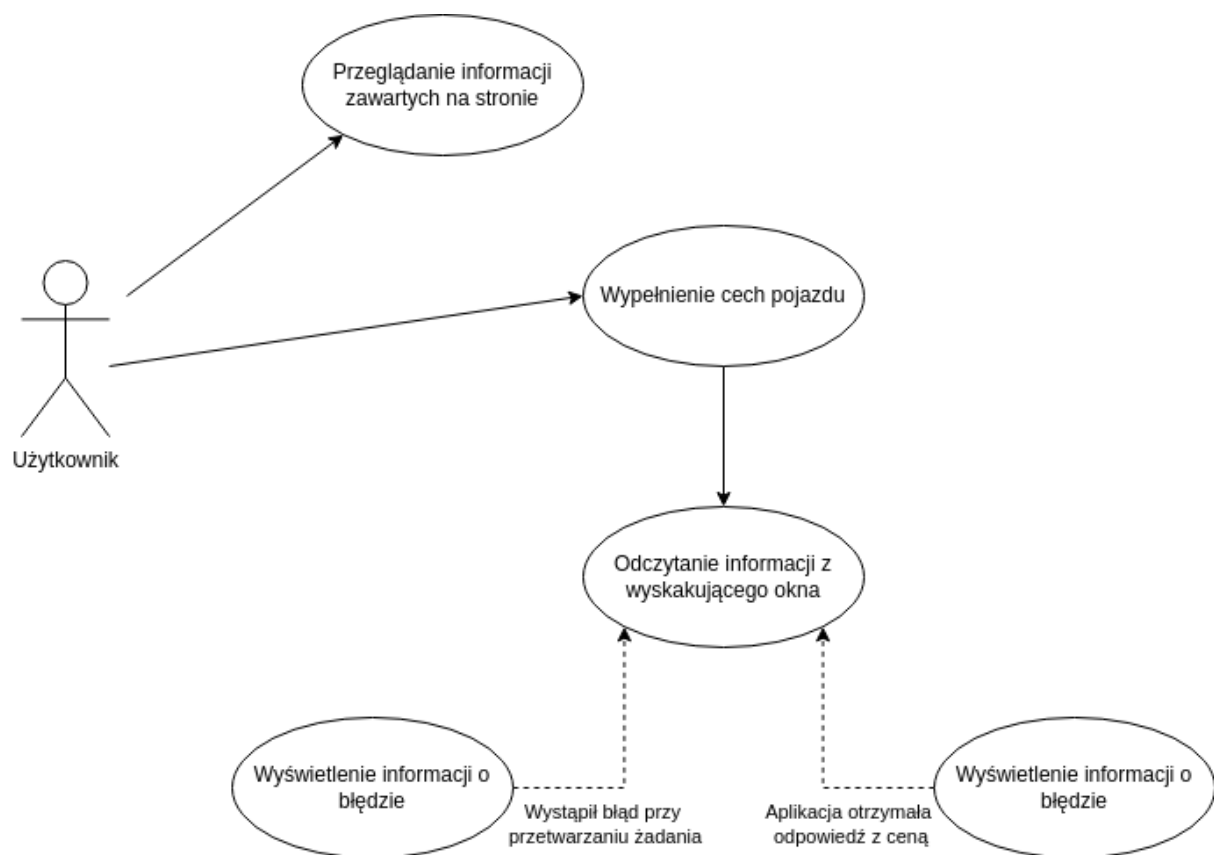 Przeglądanie informacji
zawartych na stronie
Wypełnienie cech pojazdu
Użytkownik
Odczytanie informacji z
wyskakującego okna
Wyświetlenie informacji o
błędzie
Wystąpił błąd przy
przetwarzaniu żadania
Aplikacja otrzymała
odpowiedź z ceną
Wyświetlenie informacji o
błędzie